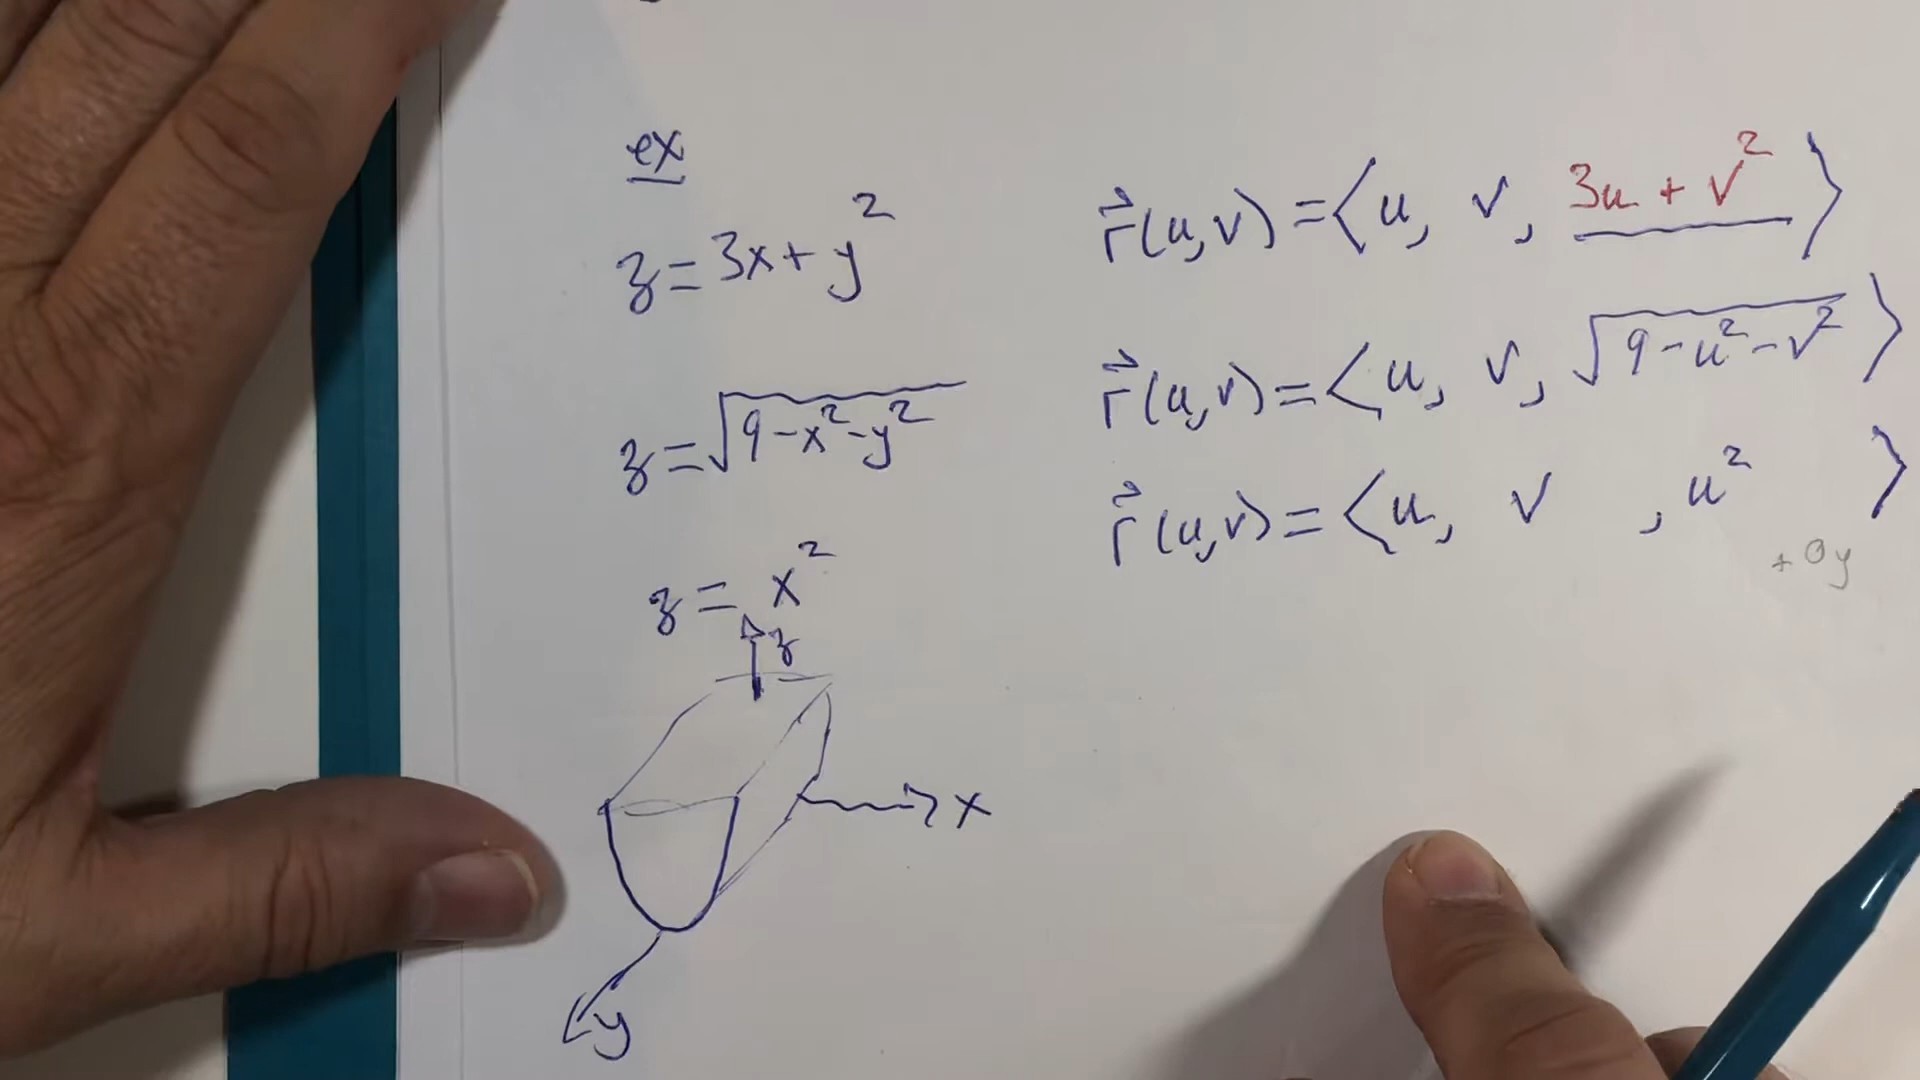 ex
z = 3x + y²
r⃗(u,v) = ⟨u, v, 3u + v²⟩
z = √(9-x²-y²)
r⃗(u,v) = ⟨u, v, √(9-u²-v²)⟩
z = x²
r⃗(u,v) = ⟨u, v , u² ⟩
+ 0y
z
x
y